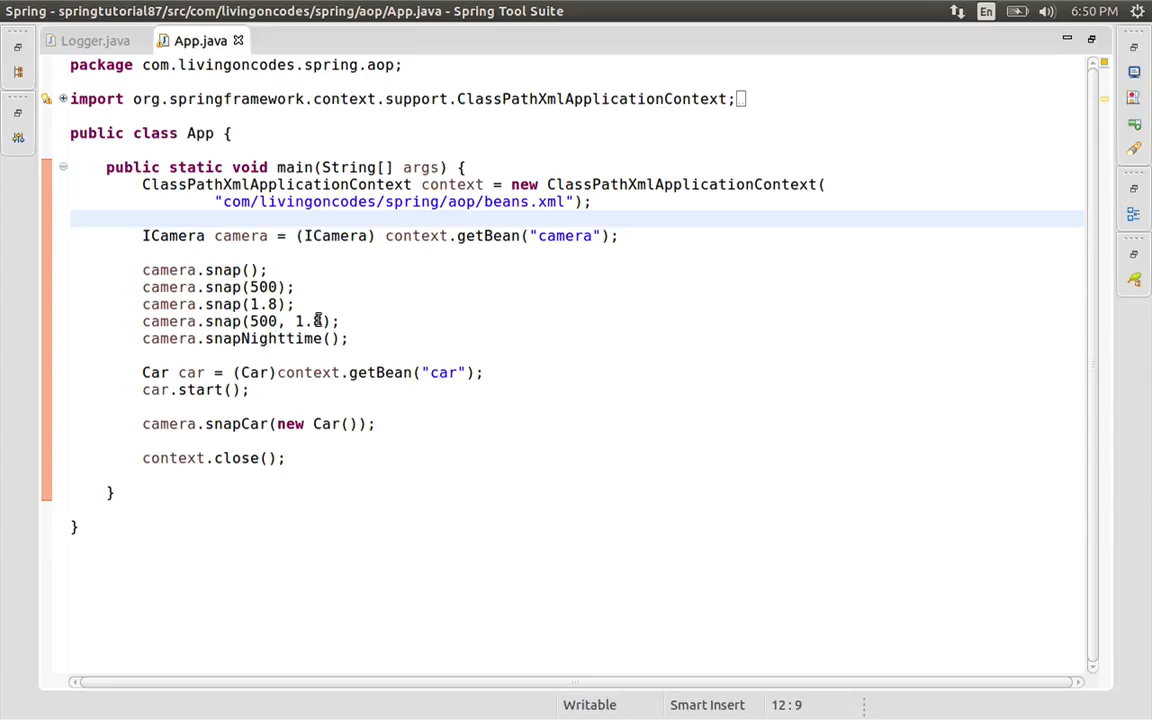 Spring - springtutorial87/src/com/livingoncodes/spring/aop/App.java - Spring Tool Suite
En
6:50 PM
Logger.java
App.java
package com.livingoncodes.spring.aop;
import org.springframework.context.support.ClassPathXmlApplicationContext;
public class App {
public static void main(String[] args) {
ClassPathXmlApplicationContext context = new ClassPathXmlApplicationContext(
"com/livingoncodes/spring/aop/beans.xml");
ICamera camera = (ICamera) context.getBean("camera");
camera.snap();
camera.snap(500);
camera.snap(1.8);
camera.snap(500, 1.8);
camera.snapNighttime();
Car car = (Car)context.getBean("car");
car.start();
camera.snapCar(new Car());
context.close();
}
}
Writable
Smart Insert
12 : 9